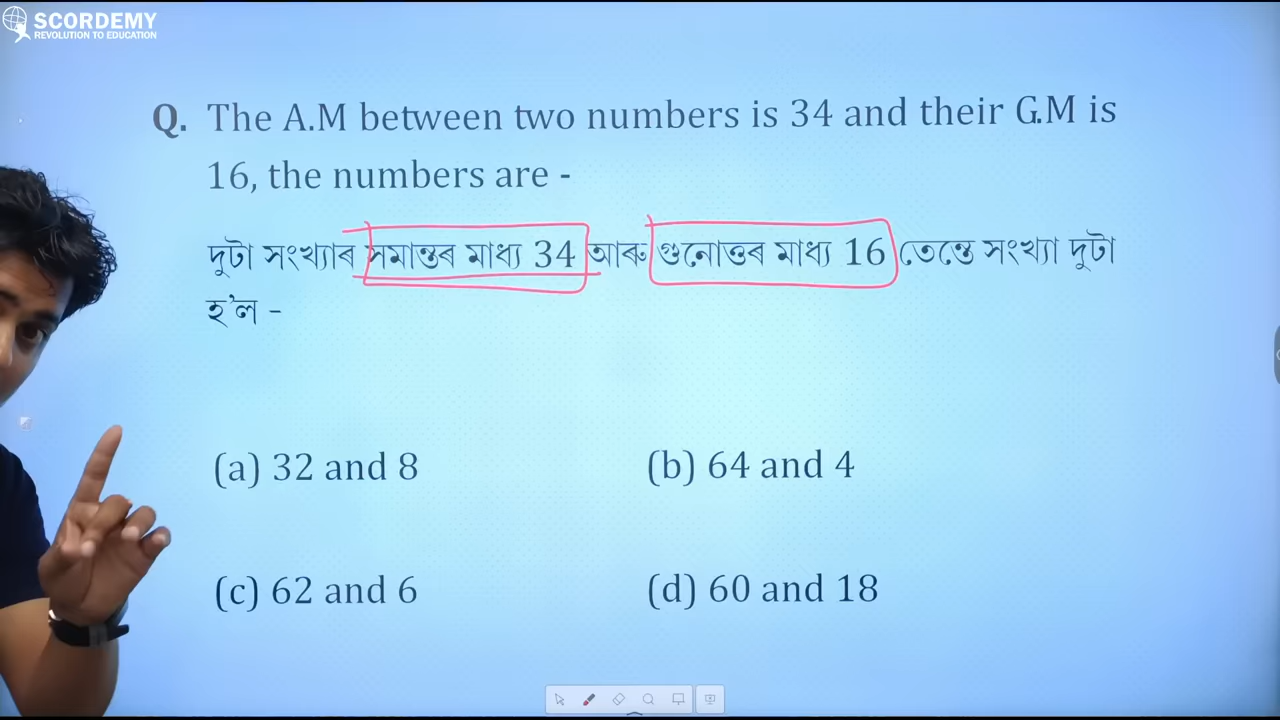 SCORDEMY
REVOLUTION TO EDUCATION
Q. The A.M between two numbers is 34 and their G.M is
16, the numbers are -
দুটা সংখ্যাৰ সমান্তৰ মাধ্য 34 আৰু গুনোত্তৰ মাধ্য 16 তেন্তে সংখ্যা দুটা
হ’ল -
(a) 32 and 8
(b) 64 and 4
(c) 62 and 6
(d) 60 and 18